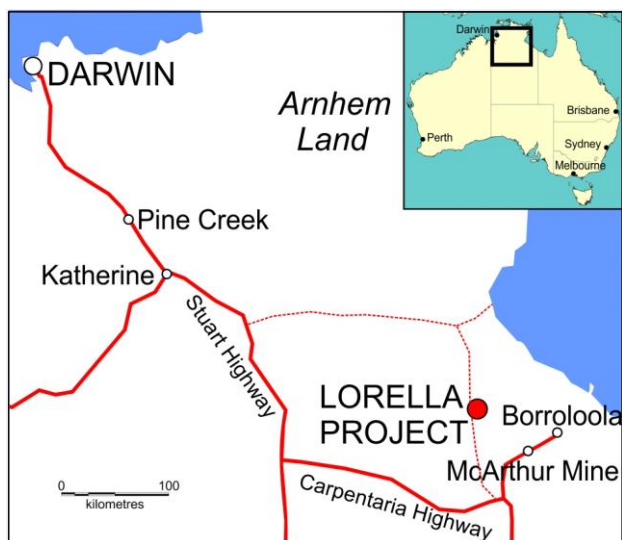 DARWIN
Arnhem
Land
Darwin
Brisbane
Perth
Sydney
Melbourne
Pine Creek
Katherine
Stuart Highway
LORELLA
PROJECT
Borroloola
McArthur Mine
Carpentaria Highway
0 100
kilometres